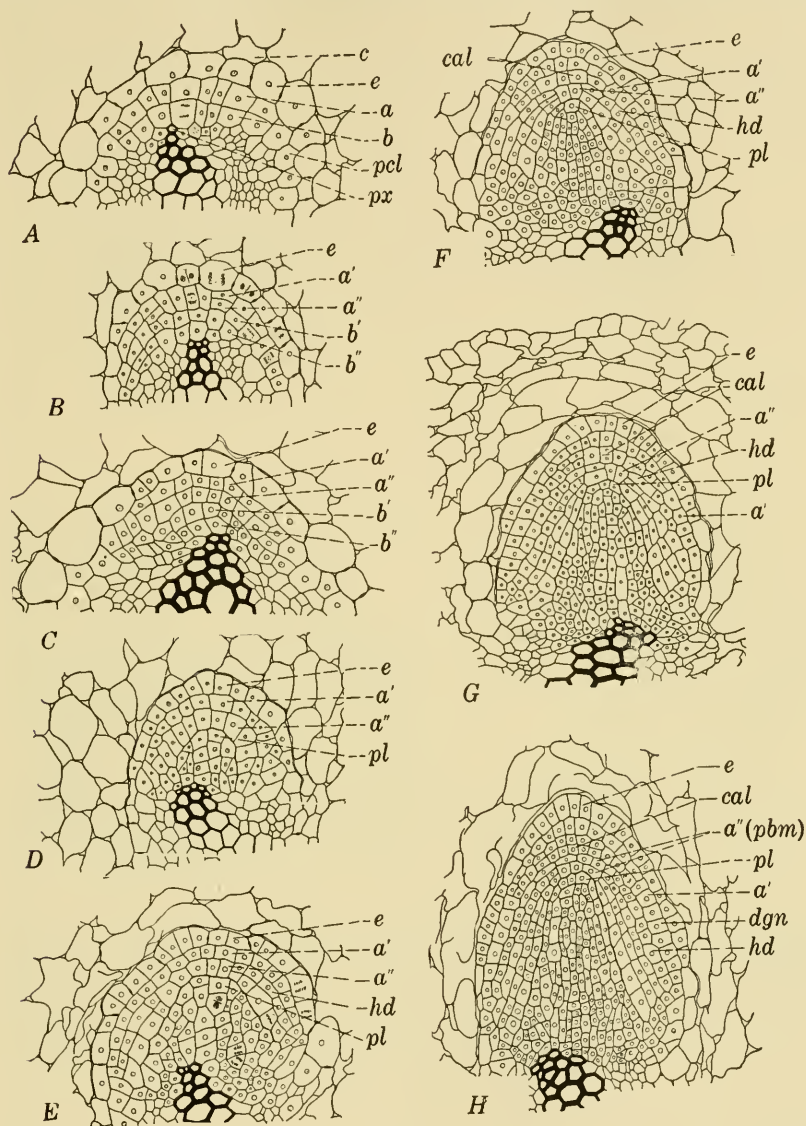 c
e
a
b
pcl
px
A
e
a'
a"
b'
b"
B
e
a'
a"
b'
b"
C
e
a'
a"
pl
D
e
a'
a"
hd
pl
E
cal
e
a'
a"
hd
pl
F
e
cal
a"
hd
pl
a'
G
e
cal
a" (pbm)
pl
a'
dgn
hd
H